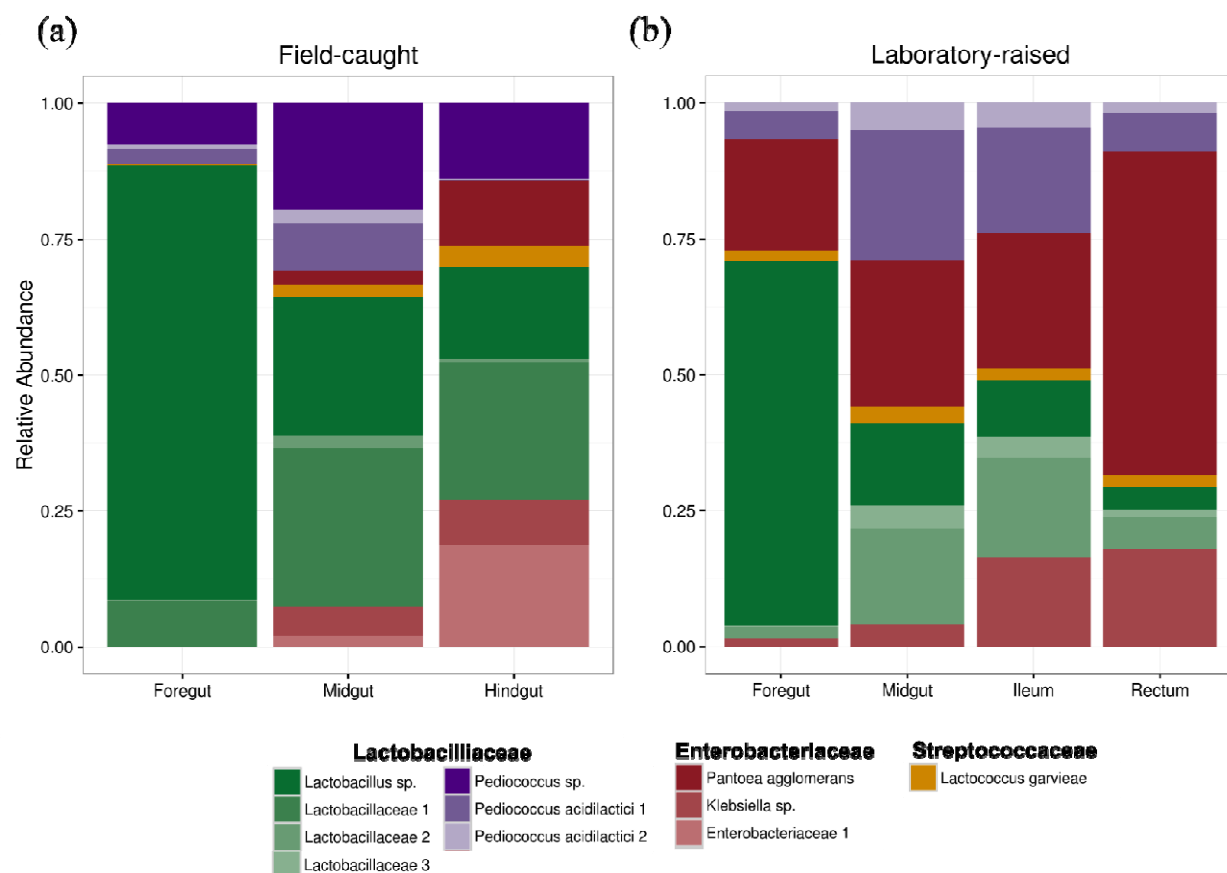 (a)
Field-caught
(b)
Laboratory-raised
Relative Abundance
1.00
0.75
0.50
0.25
0.00
Foregut Midgut Hindgut
1.00
0.75
0.50
0.25
0.00
Foregut Midgut Ileum Rectum
Lactobacilliaceae
Lactobacillus sp.
Lactobacillaceae 1
Lactobacillaceae 2
Lactobacillaceae 3
Pediococcus sp.
Pediococcus acidilactici 1
Pediococcus acidilactici 2
Enterobacteriaceae
Pantoea agglomerans
Klebsiella sp.
Enterobacteriaceae 1
Streptococcaceae
Lactococcus garvieae